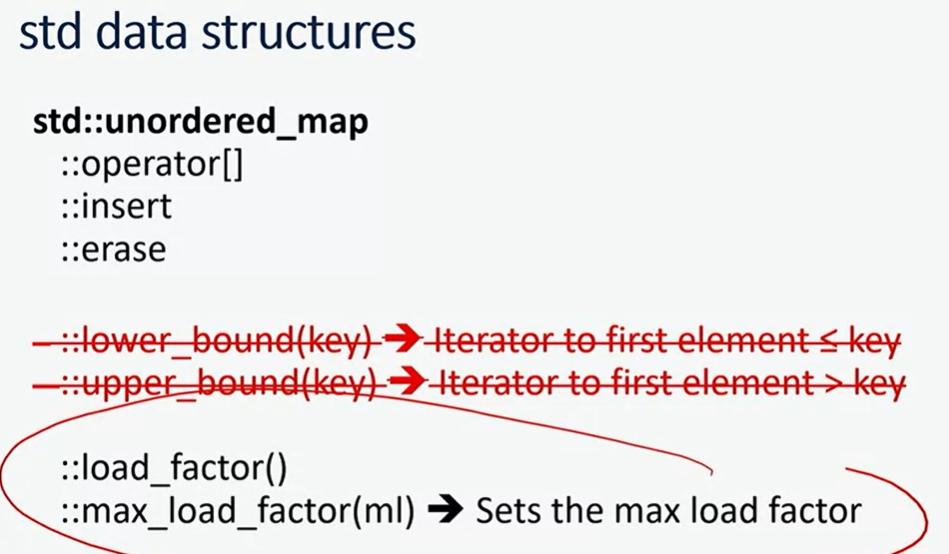 std data structures
std::unordered_map
::operator[]
::insert
::erase
::lower_bound(key) ➔ Iterator to first element ≤ key
::upper_bound(key) ➔ Iterator to first element > key
::load_factor()
::max_load_factor(ml) ➔ Sets the max load factor